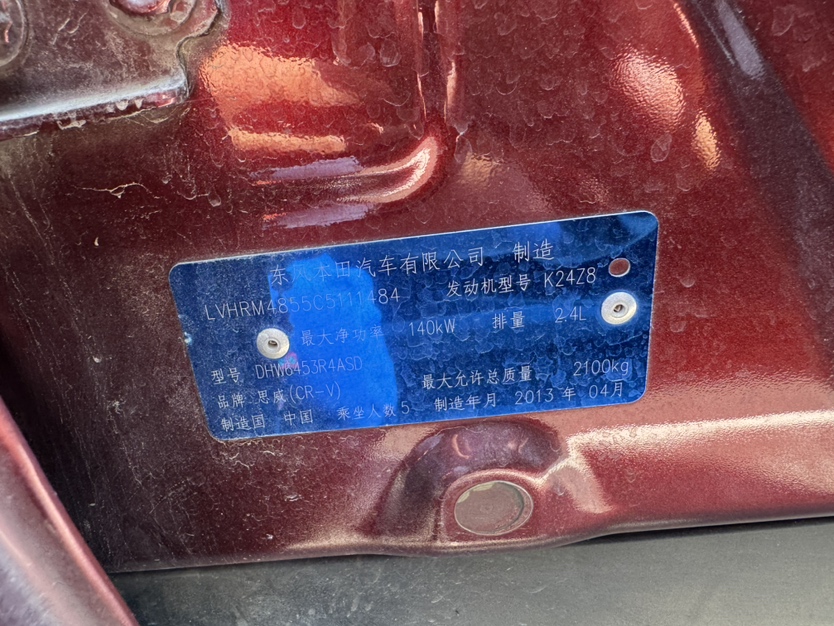 东风本田汽车有限公司 制造
LVHRM4855C5111484 发动机型号 K24Z8
最大净功率 140kW 排量 2.4L
型号 DHW6453R4ASD 最大允许总质量 2100kg
品牌 思威(CR-V)
制造国 中国 乘坐人数 5 制造年月 2013 年 04月